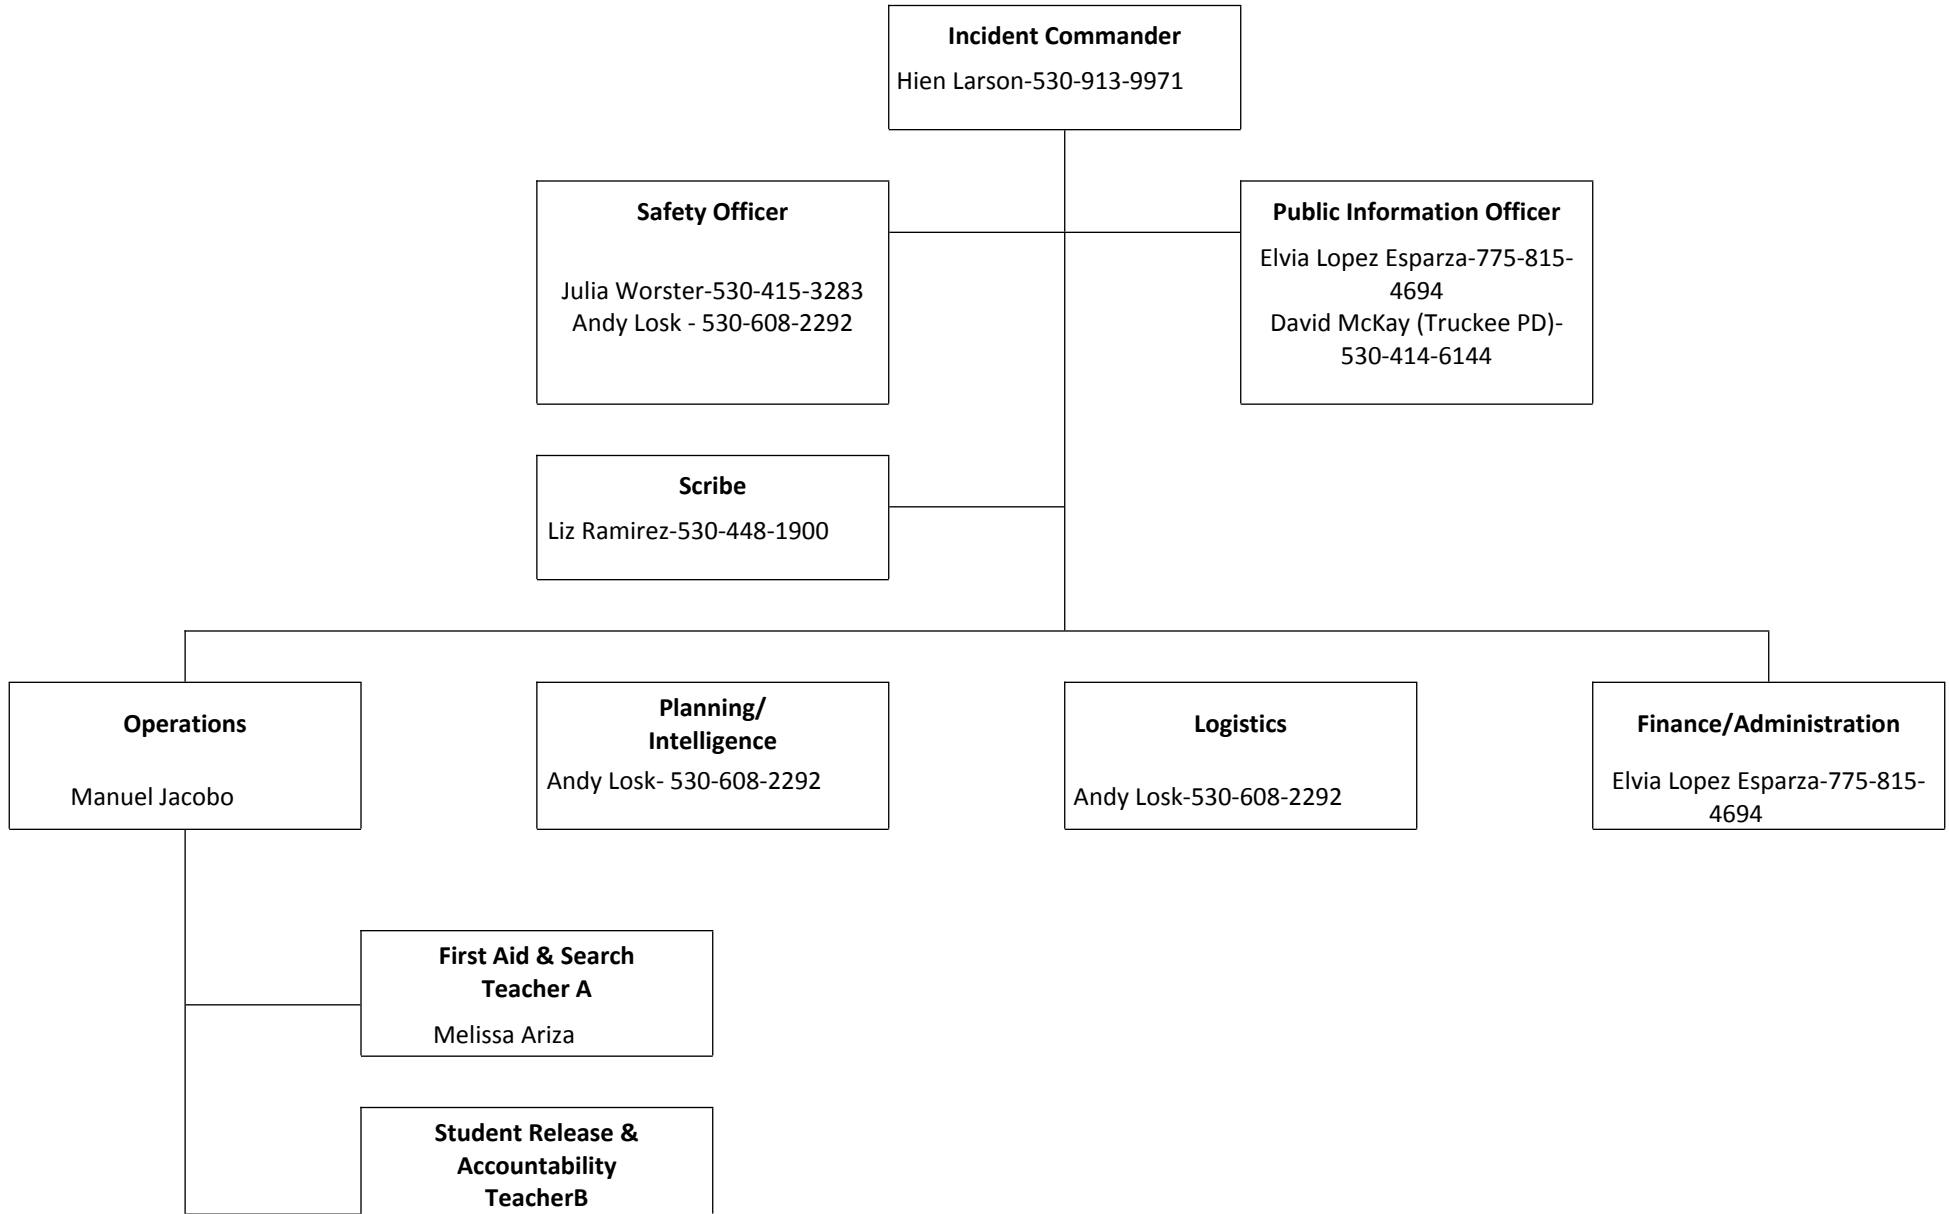 Incident Commander
Hien Larson-530-913-9971
Safety Officer
Julia Worster-530-415-3283
Andy Losk - 530-608-2292
Public Information Officer
Elvia Lopez Esparza-775-815-
4694
David McKay (Truckee PD)-
530-414-6144
Scribe
Liz Ramirez-530-448-1900
Operations
Manuel Jacobo
Planning/
Intelligence
Andy Losk- 530-608-2292
Logistics
Andy Losk-530-608-2292
Finance/Administration
Elvia Lopez Esparza-775-815-
4694
First Aid & Search
Teacher A
Melissa Ariza
Student Release &
Accountability
TeacherB